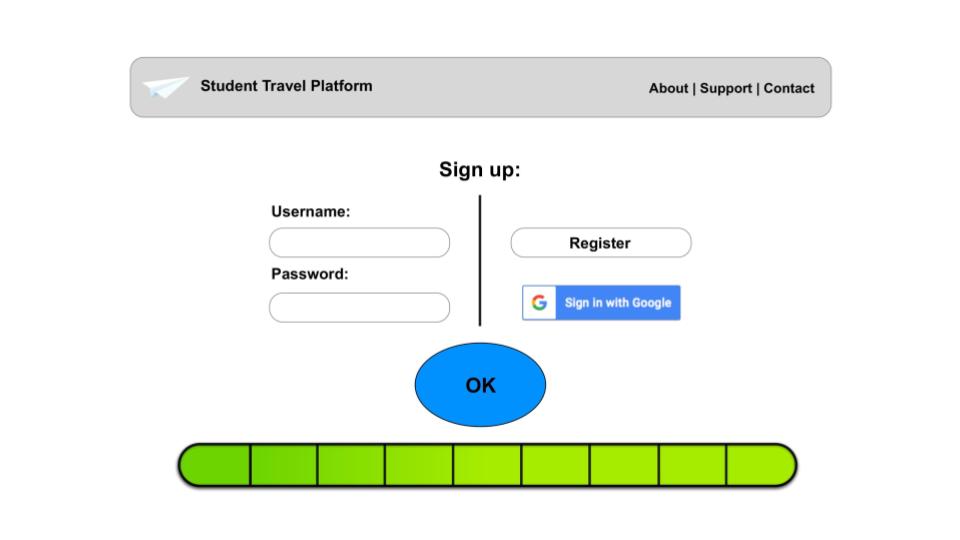 Student Travel Platform
About | Support | Contact
Sign up:
Username:
Register
Password:
Sign in with Google
OK